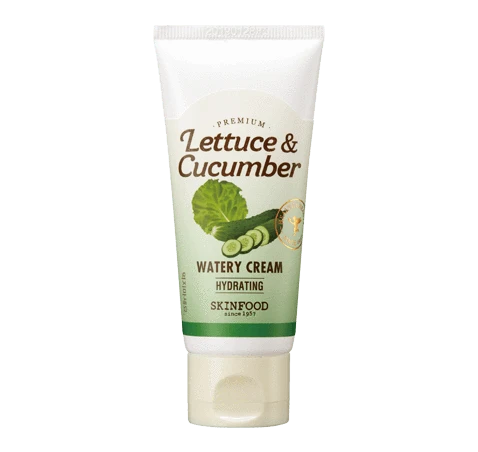 · PREMIUM ·
Lettuce &
Cucumber
WATERY CREAM
HYDRATING
SKINFOOD
since 1957